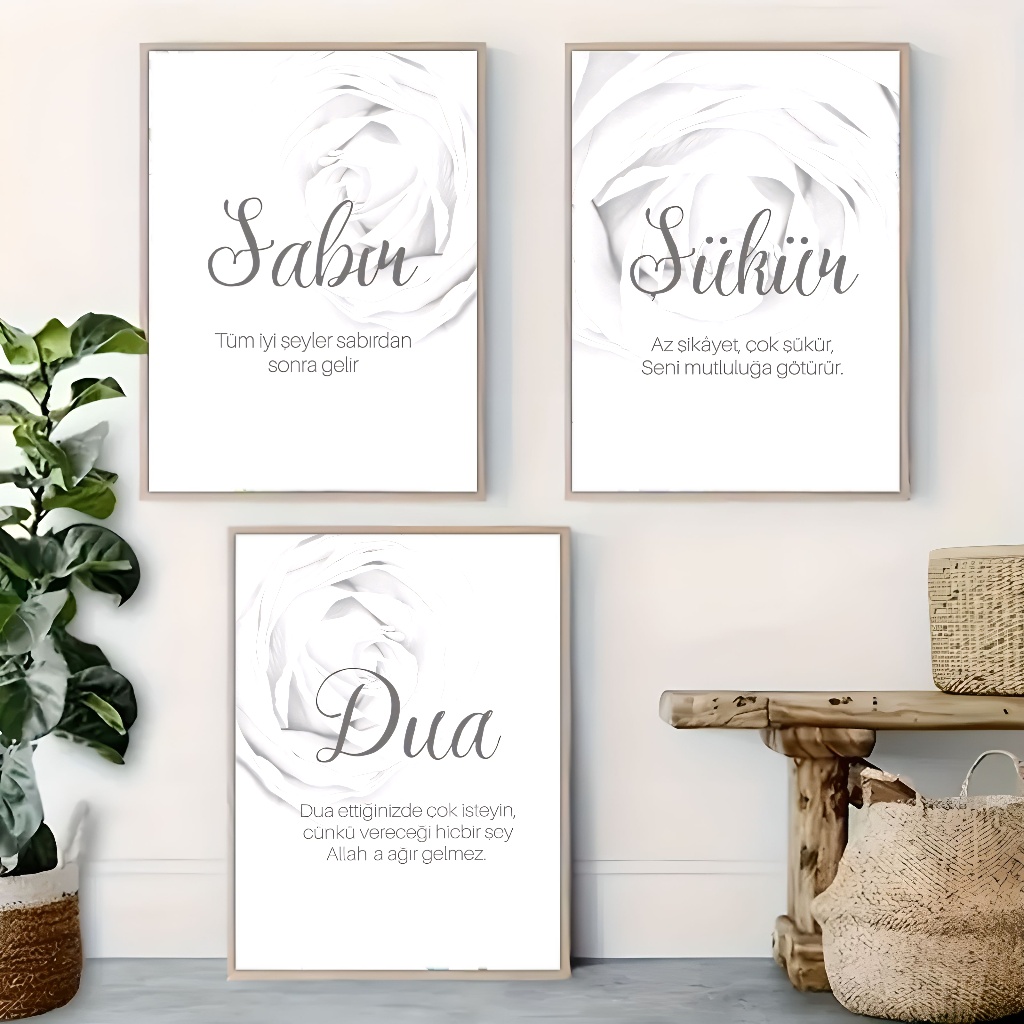 Sabır
Tüm iyi şeyler sabırdan
sonra gelir
Şükür
Az şikâyet, çok şükür,
Seni mutluluğa götürür.
Dua
Dua ettiğinizde çok isteyin,
çünkü vereceği hiçbir şey
Allah a ağır gelmez.